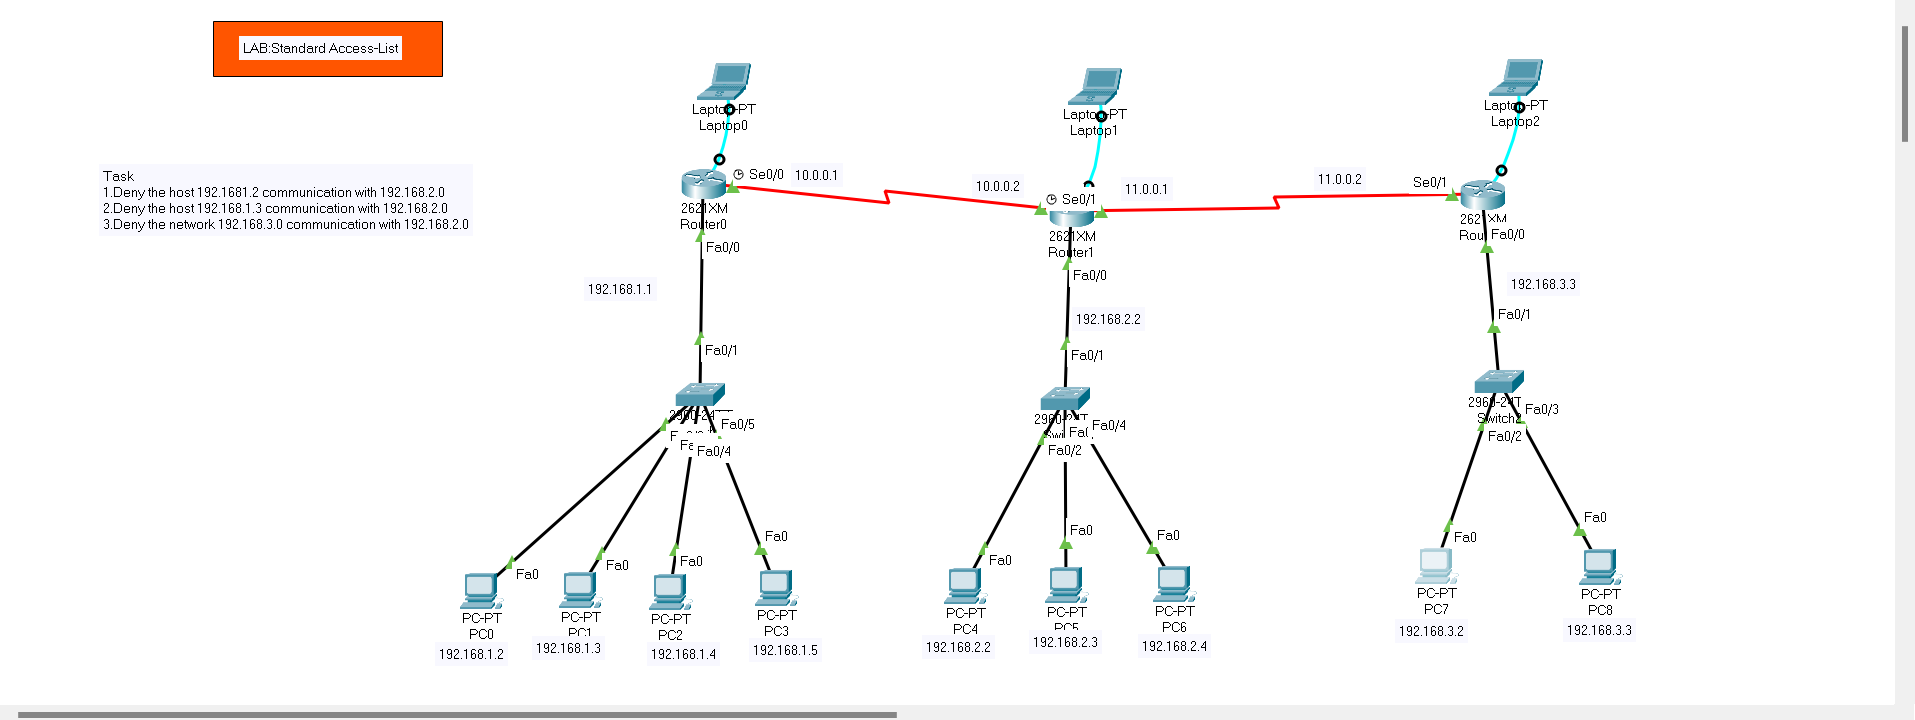 LAB:Standard Access-List
Task
1.Deny the host 192.1681.2 communication with 192.168.2.0
2.Deny the host 192.168.1.3 communication with 192.168.2.0
3.Deny the network 192.168.3.0 communication with 192.168.2.0
Laptop-PT
Laptop0
Laptop-PT
Laptop1
Laptop-PT
Laptop2
Se0/0
10.0.0.1
10.0.0.2
Se0/1
11.0.0.1
11.0.0.2
Se0/1
2621XM
Router0
Fa0/0
2621XM
Router1
Fa0/0
2621XM
Fa0/0
192.168.1.1
192.168.2.2
192.168.3.3
Fa0/1
Fa0/1
Fa0/1
2960-24TT
Fa0/5
Fa0/4
Fa0/4
Fa0/2
2960-24T
Switch2
Fa0/3
Fa0/2
Fa0
Fa0
Fa0
Fa0
Fa0
Fa0
Fa0
Fa0
Fa0
PC-PT
PC0
192.168.1.2
PC-PT
PC1
192.168.1.3
PC-PT
PC2
192.168.1.4
PC-PT
PC3
192.168.1.5
PC-PT
PC4
192.168.2.2
PC-PT
PC5
192.168.2.3
PC-PT
PC6
192.168.2.4
PC-PT
PC7
192.168.3.2
PC-PT
PC8
192.168.3.3